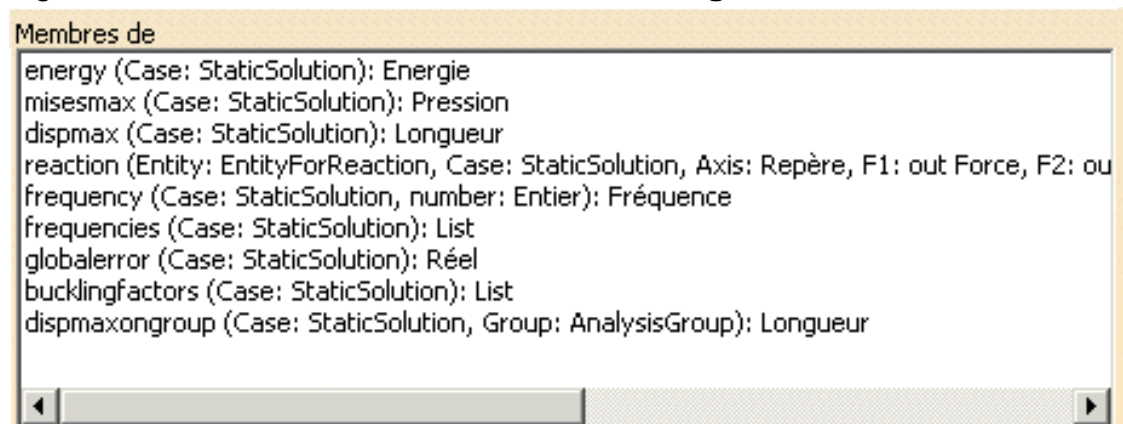 Membres de
energy (Case: StaticSolution): Energie
misesmax (Case: StaticSolution): Pression
dispmax (Case: StaticSolution): Longueur
reaction (Entity: EntityForReaction, Case: StaticSolution, Axis: Repère, F1: out Force, F2: ou
frequency (Case: StaticSolution, number: Entier): Fréquence
frequencies (Case: StaticSolution): List
globalerror (Case: StaticSolution): Réel
bucklingfactors (Case: StaticSolution): List
dispmaxongroup (Case: StaticSolution, Group: AnalysisGroup): Longueur